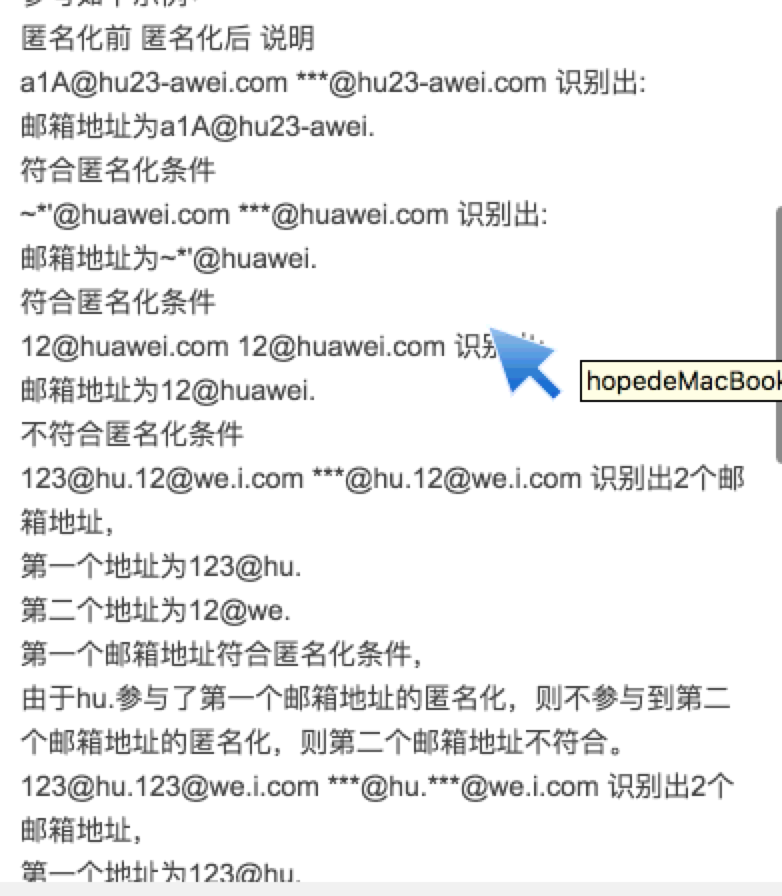 匿名化前 匿名化后 说明
a1A@hu23-awei.com ***@hu23-awei.com 识别出:
邮箱地址为a1A@hu23-awei.
符合匿名化条件
~*'@huawei.com ***@huawei.com 识别出:
邮箱地址为~*'@huawei.
符合匿名化条件
12@huawei.com 12@huawei.com 识别出:
hopedeMacBook
邮箱地址为12@huawei.
不符合匿名化条件
123@hu.12@we.i.com ***@hu.12@we.i.com 识别出2个邮
箱地址,
第一个地址为123@hu.
第二个地址为12@we.
第一个邮箱地址符合匿名化条件,
由于hu.参与了第一个邮箱地址的匿名化，则不参与到第二
个邮箱地址的匿名化，则第二个邮箱地址不符合。
123@hu.123@we.i.com ***@hu.***@we.i.com 识别出2个
邮箱地址,
第一个地址为123@hu.